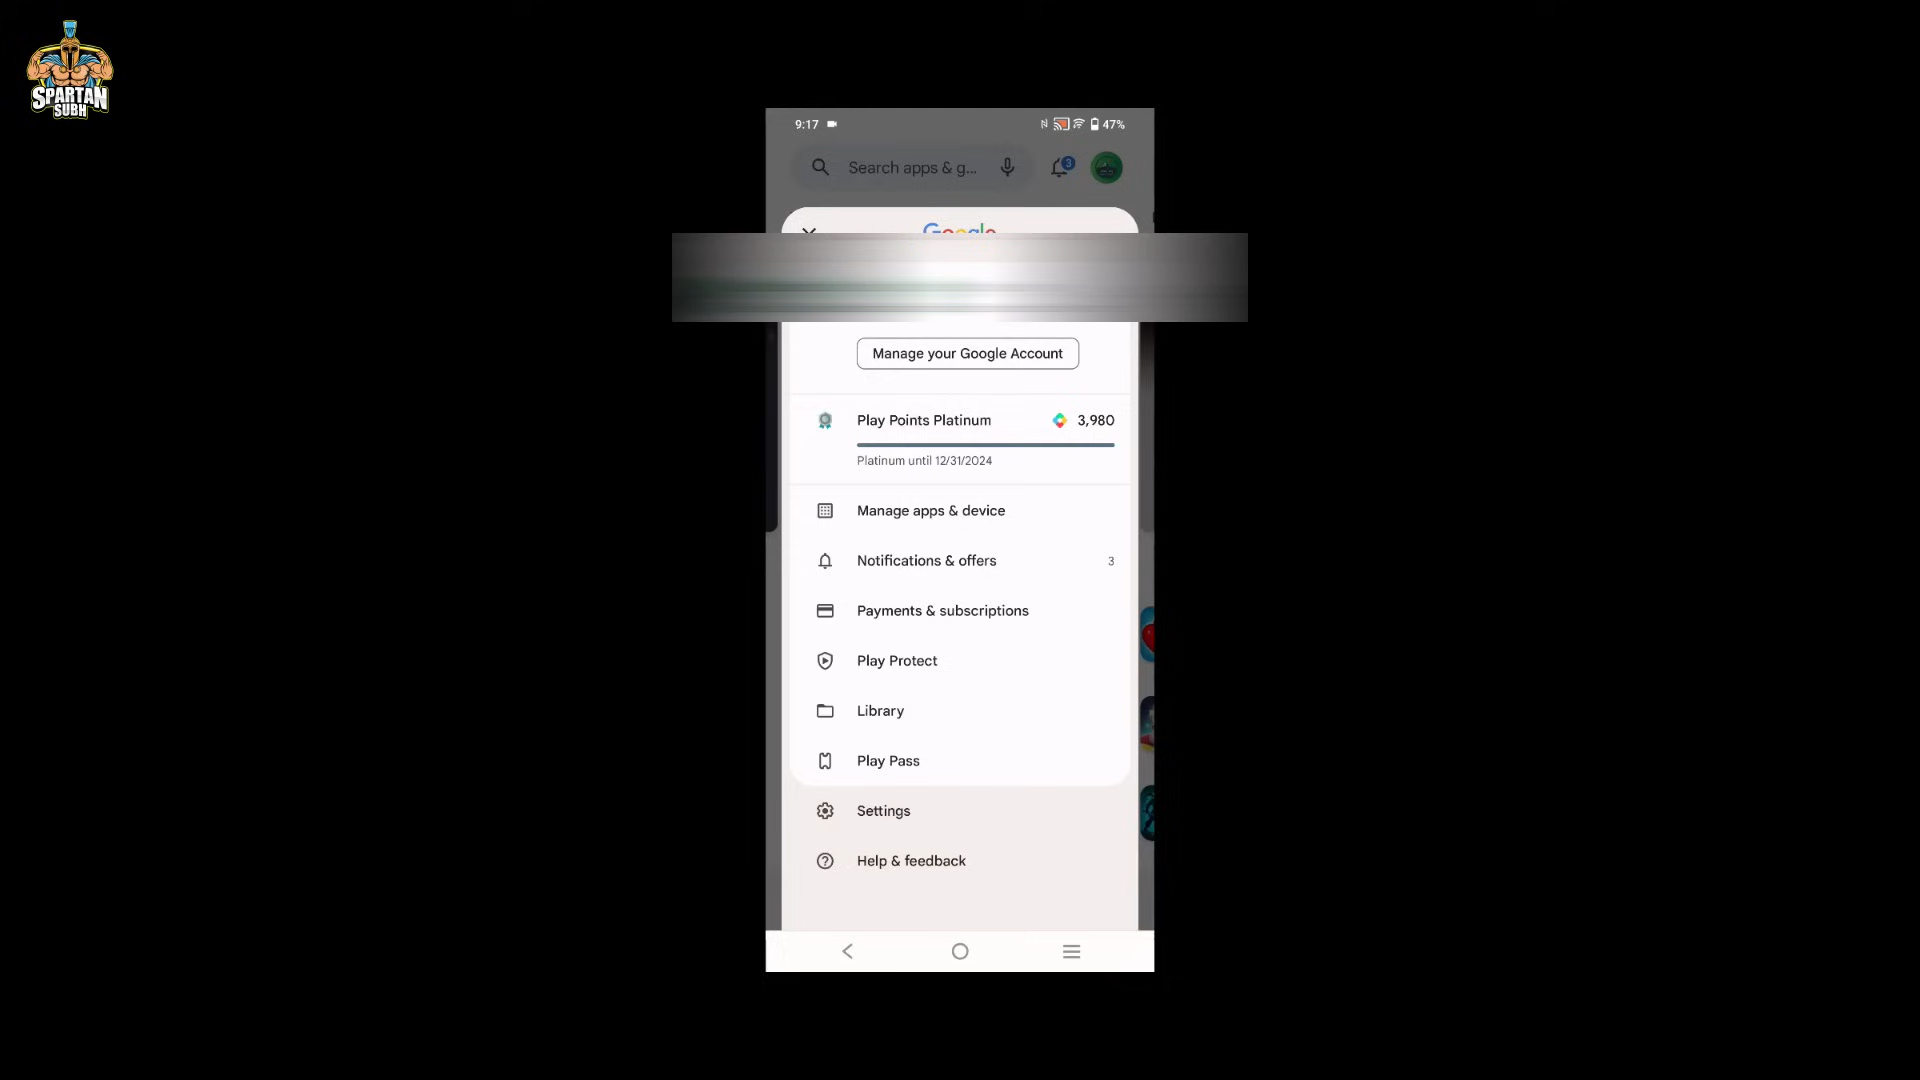 SPARTAN
SUBH
9:17
47%
Search apps & g...
3
Google
Manage your Google Account
Play Points Platinum 3,980
Platinum until 12/31/2024
Manage apps & device
Notifications & offers 3
Payments & subscriptions
Play Protect
Library
Play Pass
Settings
Help & feedback